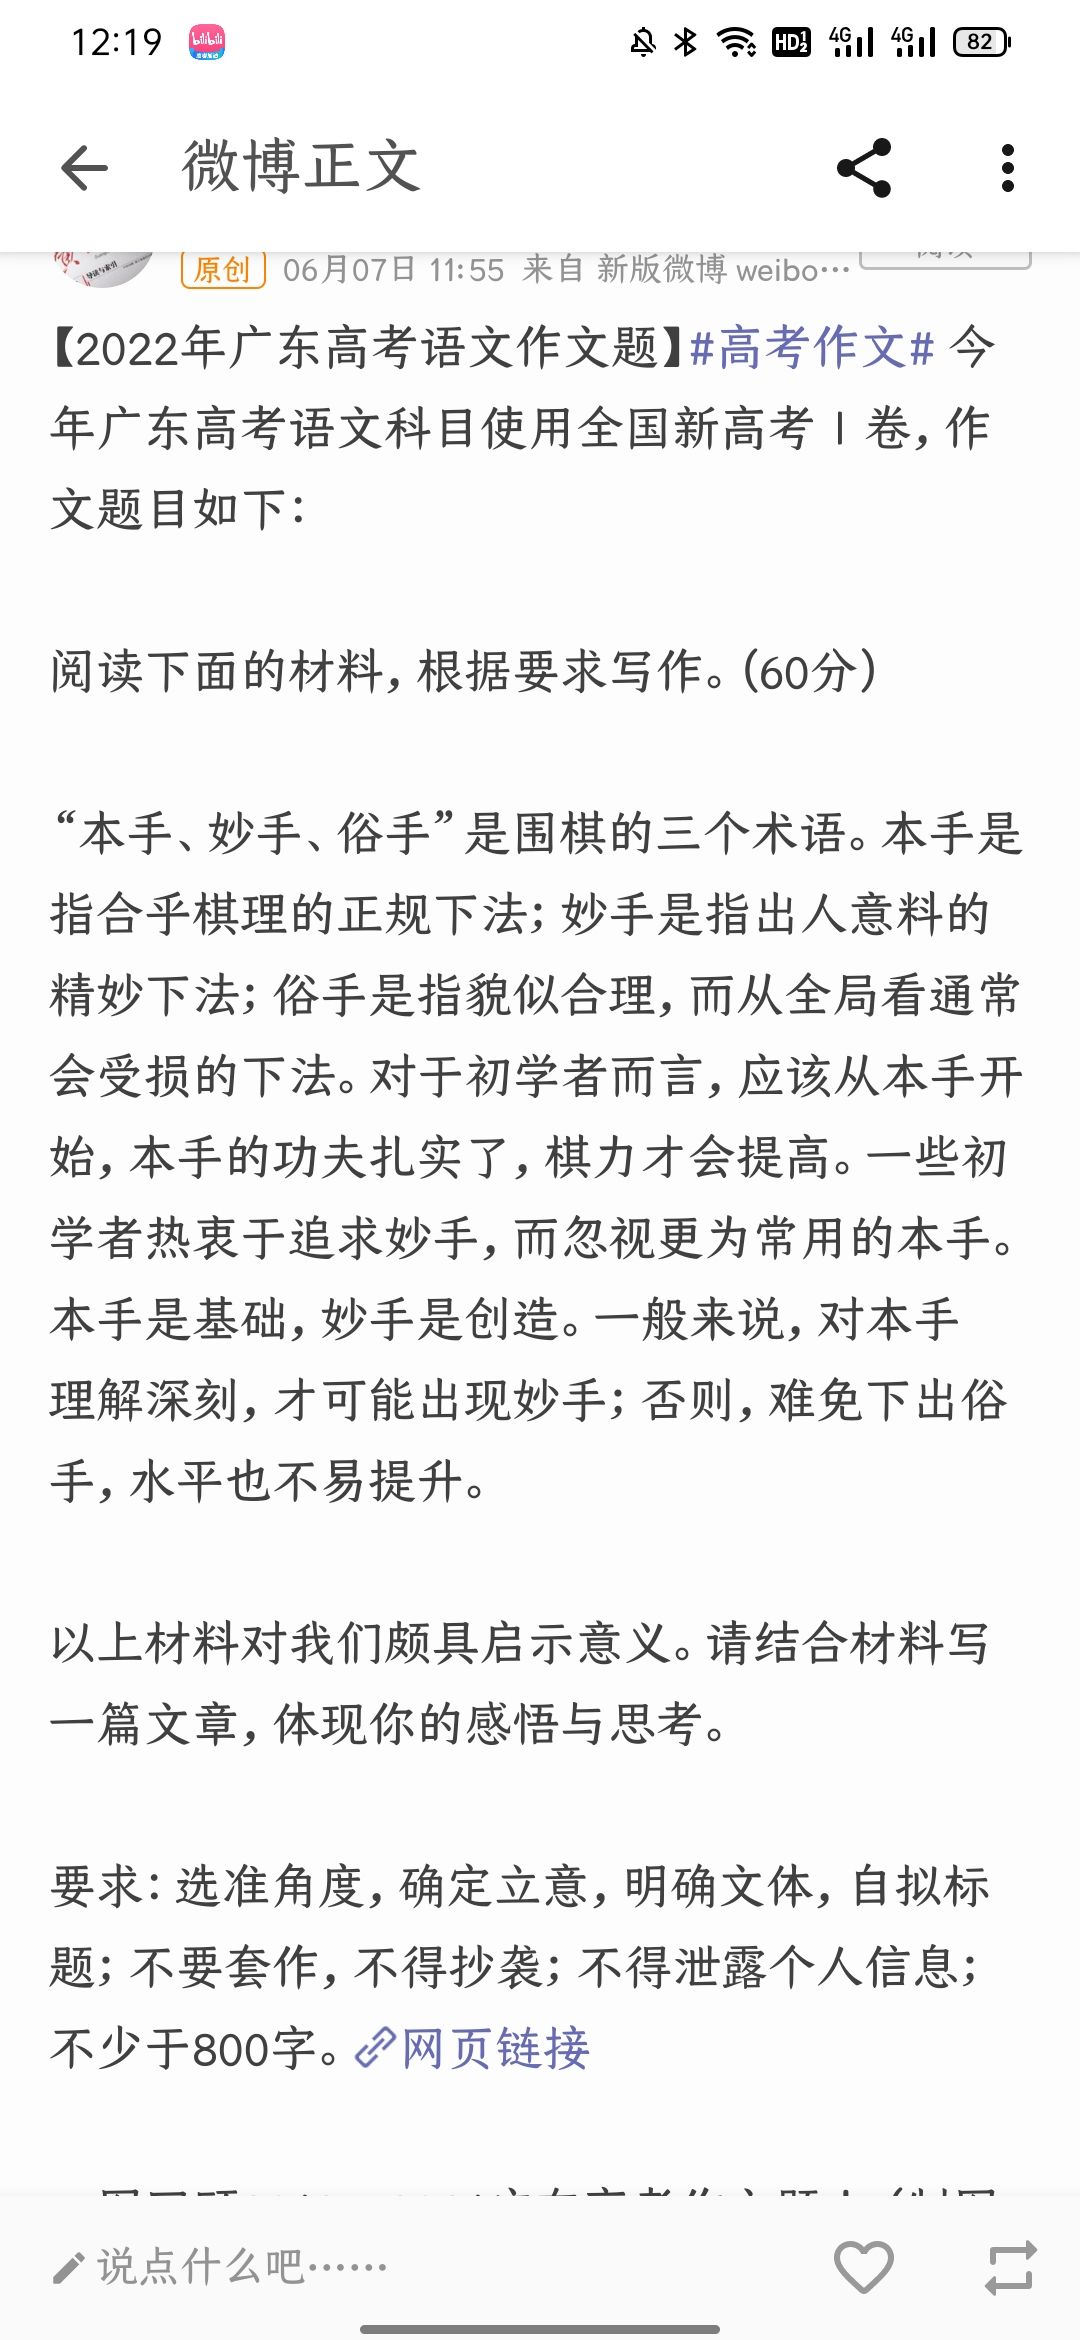 12:19
bilibili
HD 1 2 4G 4G 82
微博正文
导读与索引
原创 06月07日 11:55 来自 新版微博 weibo…
【2022年广东高考语文作文题】#高考作文# 今
年广东高考语文科目使用全国新高考Ⅰ卷，作
文题目如下：
阅读下面的材料，根据要求写作。（60分）
“本手、妙手、俗手”是围棋的三个术语。本手是
指合乎棋理的正规下法；妙手是指出人意料的
精妙下法；俗手是指貌似合理，而从全局看通常
会受损的下法。对于初学者而言，应该从本手开
始，本手的功夫扎实了，棋力才会提高。一些初
学者热衷于追求妙手，而忽视更为常用的本手。
本手是基础，妙手是创造。一般来说，对本手
理解深刻，才可能出现妙手；否则，难免下出俗
手，水平也不易提升。
以上材料对我们颇具启示意义。请结合材料写
一篇文章，体现你的感悟与思考。
要求：选准角度，确定立意，明确文体，自拟标
题；不要套作，不得抄袭；不得泄露个人信息；
不少于800字。网页链接
说点什么吧……